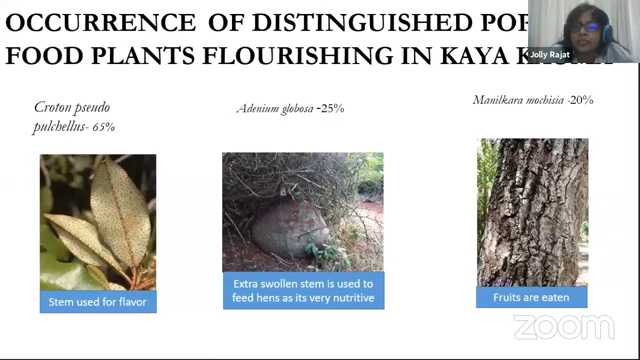 OCCURRENCE OF DISTINGUISHED
FOOD PLANTS FLOURISHING IN KAYA
Jolly Rajat
Croton pseudo
pulchellus- 65%
Adenium globosa -25%
Manilkara mochisia -20%
Stem used for flavor
Extra swollen stem is used to
feed hens as its very nutritive
Fruits are eaten
zoom